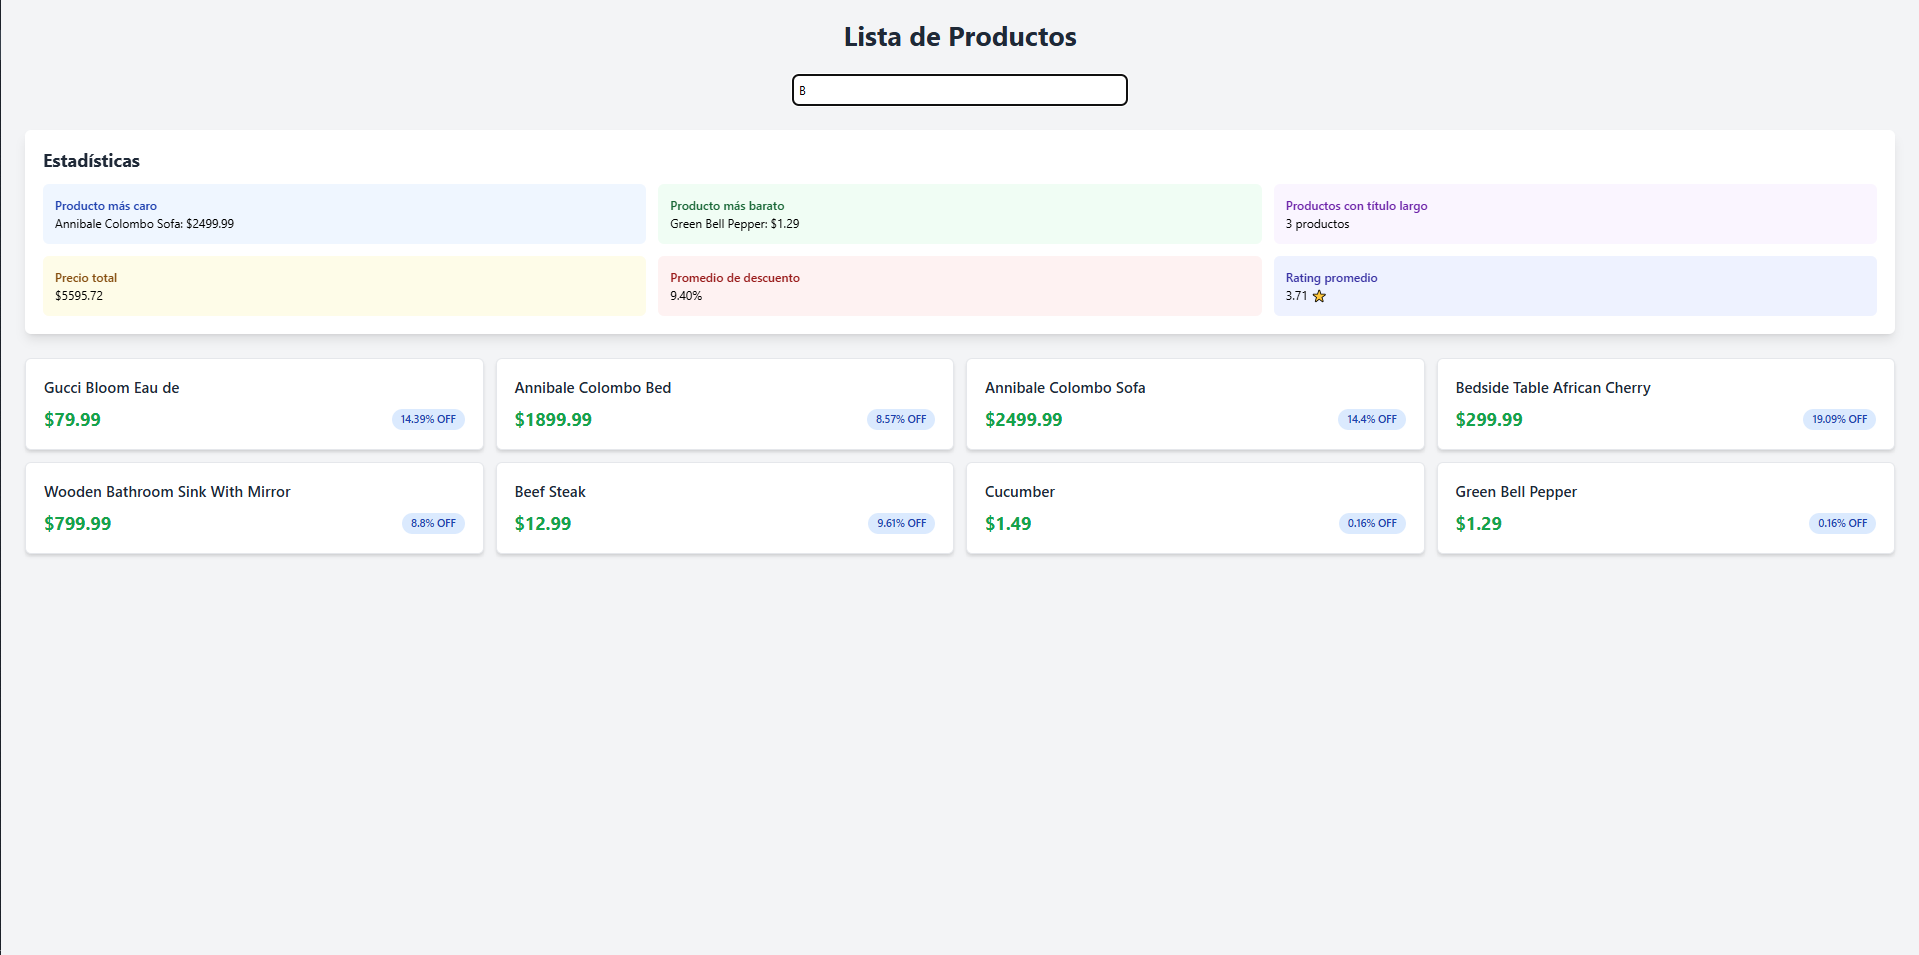 Lista de Productos
B
Estadísticas
Producto más caro
Annibale Colombo Sofa: $2499.99
Producto más barato
Green Bell Pepper: $1.29
Productos con título largo
3 productos
Precio total
$5595.72
Promedio de descuento
9.40%
Rating promedio
3.71 ⭐
Gucci Bloom Eau de
$79.99 14.39% OFF
Annibale Colombo Bed
$1899.99 8.57% OFF
Annibale Colombo Sofa
$2499.99 14.4% OFF
Bedside Table African Cherry
$299.99 19.09% OFF
Wooden Bathroom Sink With Mirror
$799.99 8.8% OFF
Beef Steak
$12.99 9.61% OFF
Cucumber
$1.49 0.16% OFF
Green Bell Pepper
$1.29 0.16% OFF